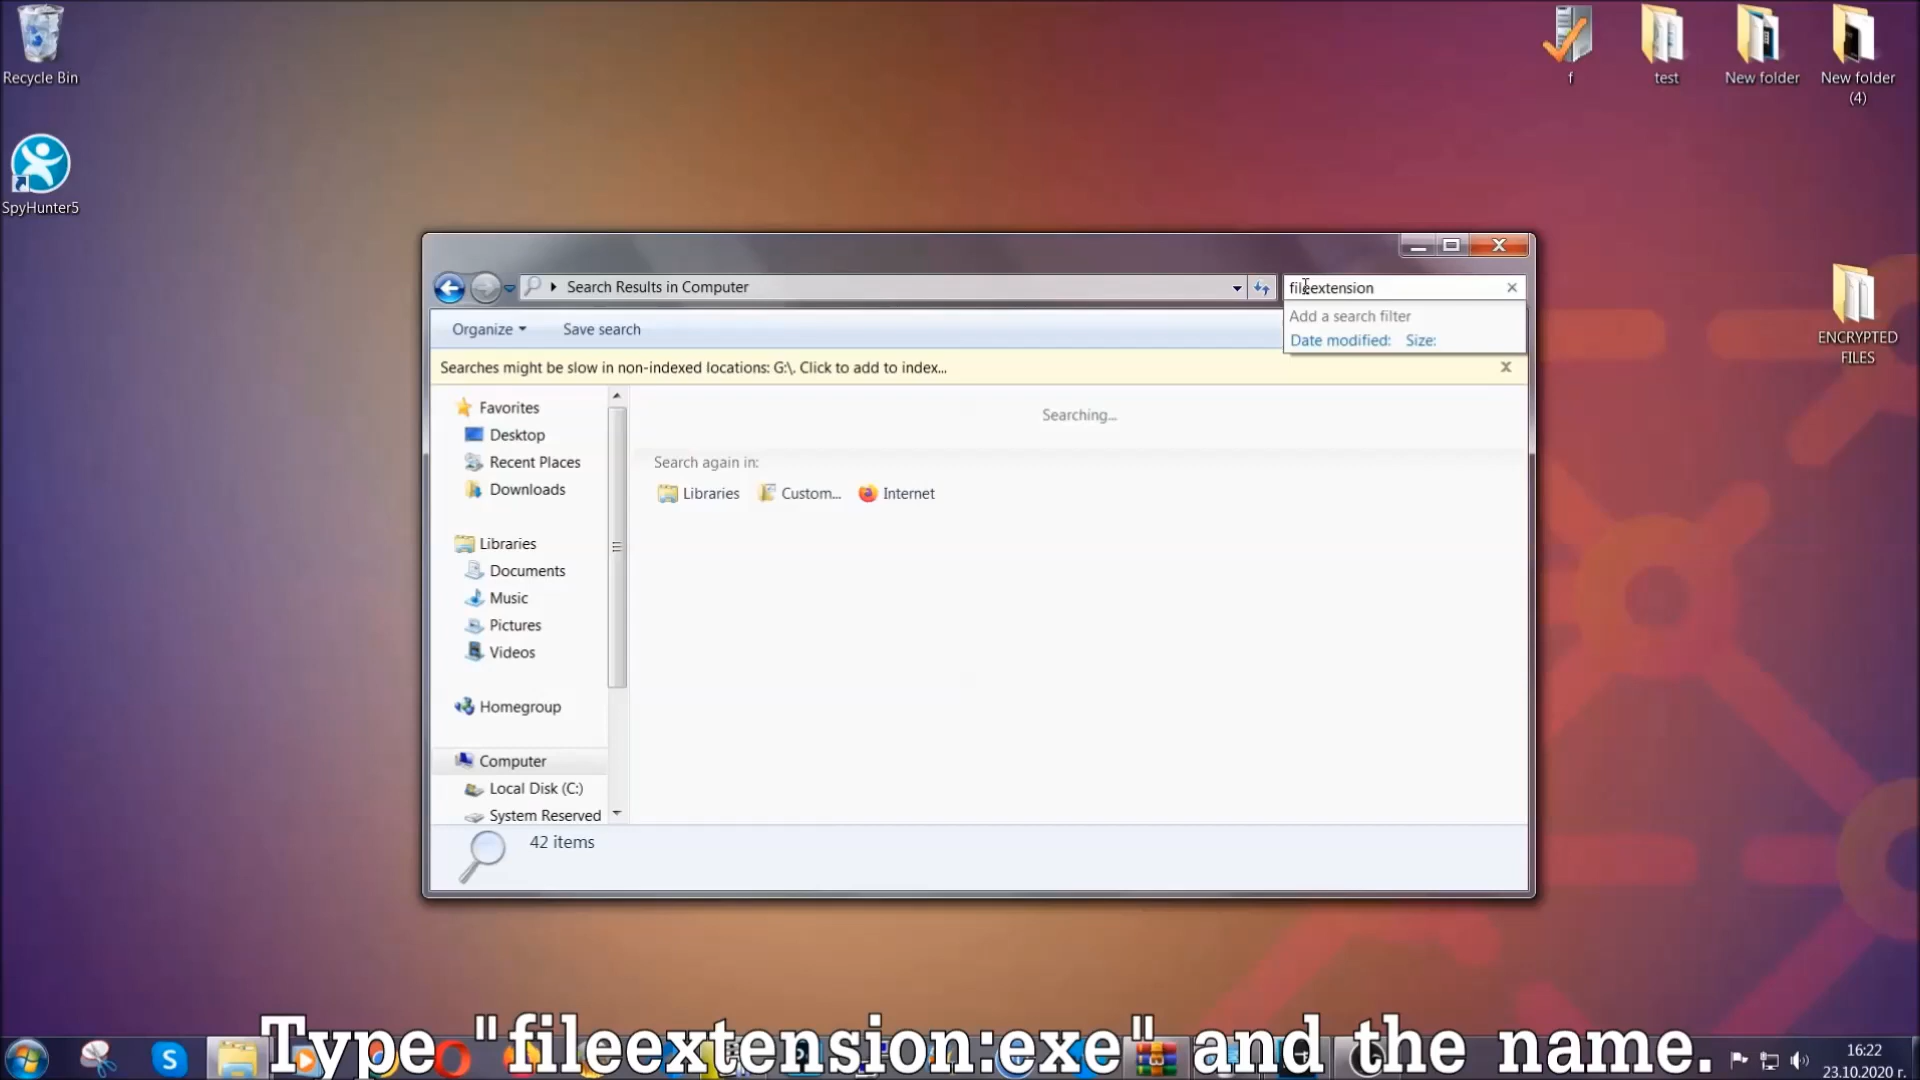 Recycle Bin
SpyHunter5
f
test
New folder
New folder
(4)
ENCRYPTED
FILES
Search Results in Computer
fileextension
Add a search filter
Date modified: Size:
Organize
Save search
Searches might be slow in non-indexed locations: G:\. Click to add to index...
Favorites
Desktop
Recent Places
Downloads
Libraries
Documents
Music
Pictures
Videos
Homegroup
Computer
Local Disk (C:)
System Reserved
Searching...
Search again in:
Libraries
Custom...
Internet
42 items
Type "fileextension:exe" and the name.
16:22
23.10.2020 г.